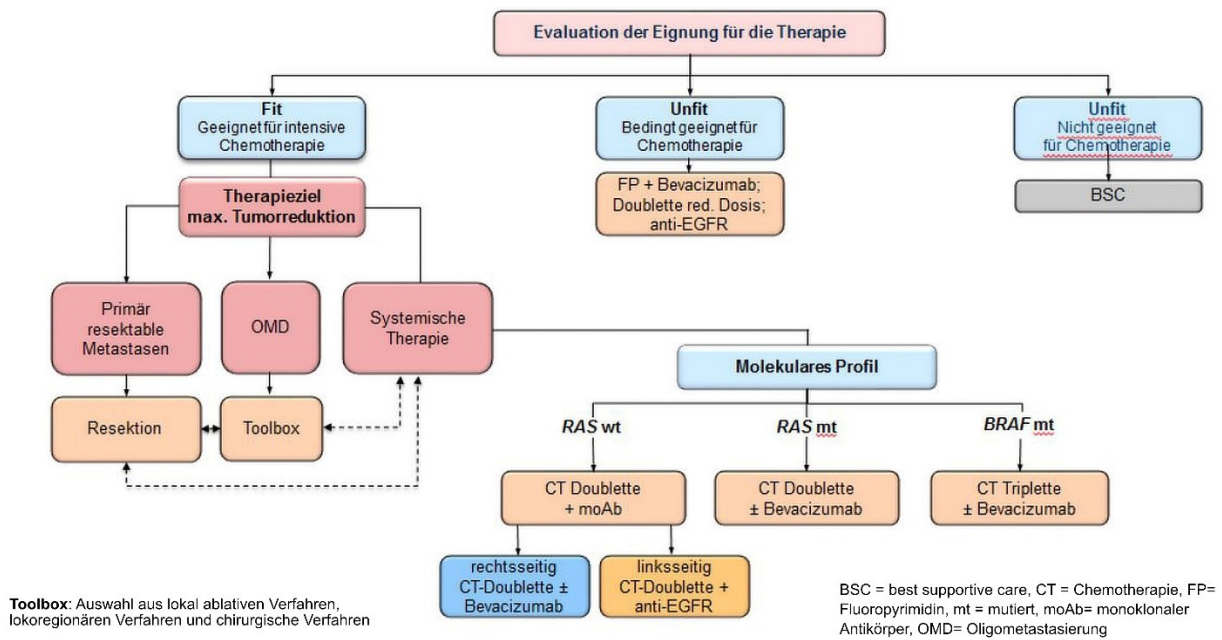 Evaluation der Eignung für die Therapie
Fit
Geeignet für intensive
Chemotherapie
Unfit
Bedingt geeignet für
Chemotherapie
Unfit
Nicht geeignet
für Chemotherapie
Therapieziel
max. Tumorreduktion
FP + Bevacizumab;
Doublette red. Dosis;
anti-EGFR
BSC
Primär
resektable
Metastasen
OMD
Systemische
Therapie
Resektion
Toolbox
Molekulares Profil
RAS wt
RAS mt
BRAF mt
CT Doublette
+ moAb
CT Doublette
± Bevacizumab
CT Triplette
± Bevacizumab
rechtsseitig
CT-Doublette ±
Bevacizumab
linksseitig
CT-Doublette +
anti-EGFR
Toolbox: Auswahl aus lokal ablativen Verfahren,
lokoregionären Verfahren und chirurgische Verfahren
BSC = best supportive care, CT = Chemotherapie, FP=
Fluoropyrimidin, mt = mutiert, moAb= monoklonaler
Antikörper, OMD= Oligometastasierung